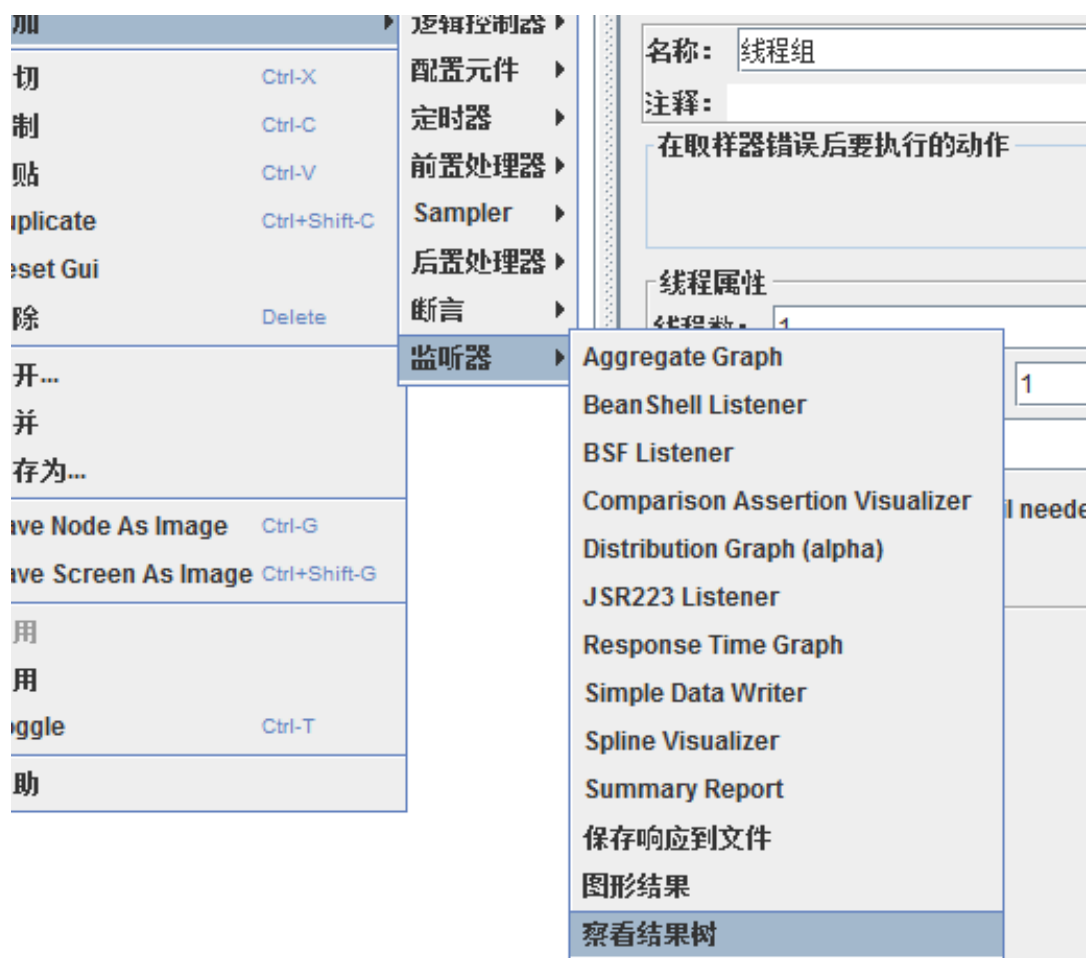 加
切 Ctrl-X
制 Ctrl-C
贴 Ctrl-V
uplicate Ctrl+Shift-C
eset Gui
除 Delete
开...
并
存为...
ave Node As Image Ctrl-G
ave Screen As Image Ctrl+Shift-G
用
用
oggle Ctrl-T
助
逻辑控制器
配置元件
定时器
前置处理器
Sampler
后置处理器
断言
监听器
Aggregate Graph
BeanShell Listener
BSF Listener
Comparison Assertion Visualizer
Distribution Graph (alpha)
JSR223 Listener
Response Time Graph
Simple Data Writer
Spline Visualizer
Summary Report
保存响应到文件
图形结果
察看结果树
名称： 线程组
注释：
在取样器错误后要执行的动作
线程属性
线程数： 1
1
il neede